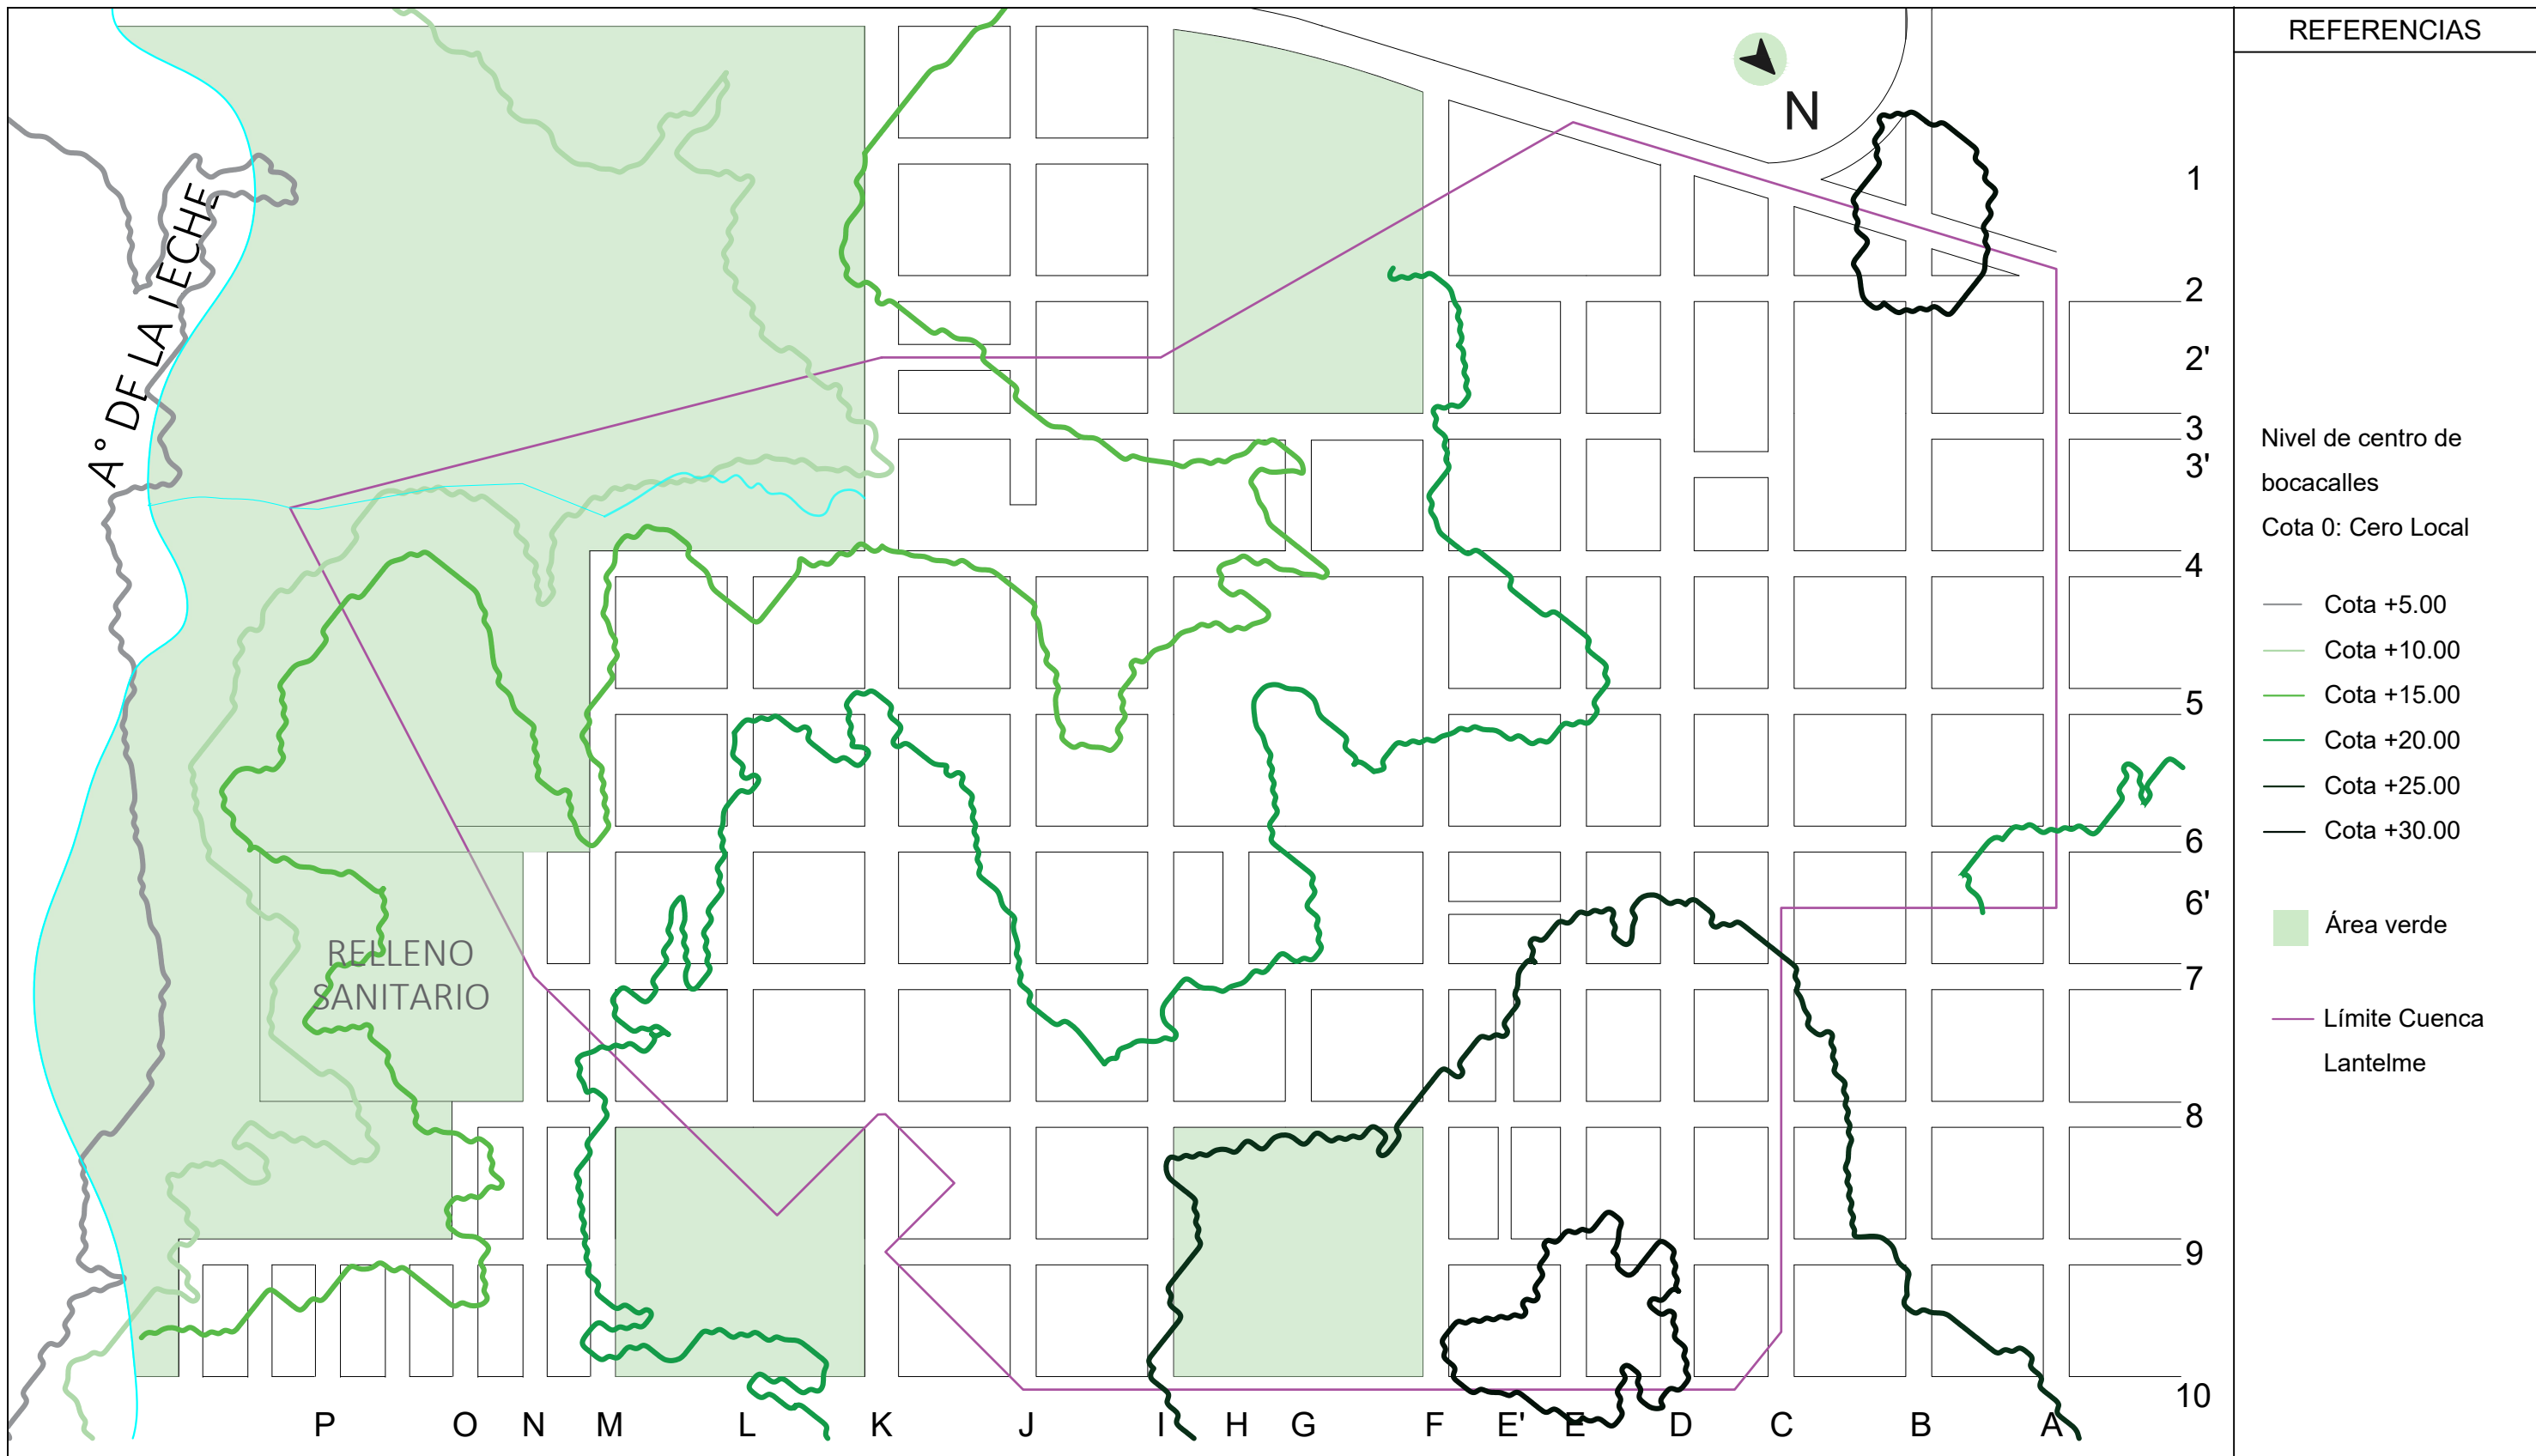 REFERENCIAS
N
1
2
2'
3
3'
4
5
6
6'
7
8
9
10
A° DE LA LECHE
RELLENO
SANITARIO
P O N M L K J I H G F E' E D C B A
Nivel de centro de
bocacalles
Cota 0: Cero Local
Cota +5.00
Cota +10.00
Cota +15.00
Cota +20.00
Cota +25.00
Cota +30.00
Área verde
Límite Cuenca
Lantelme